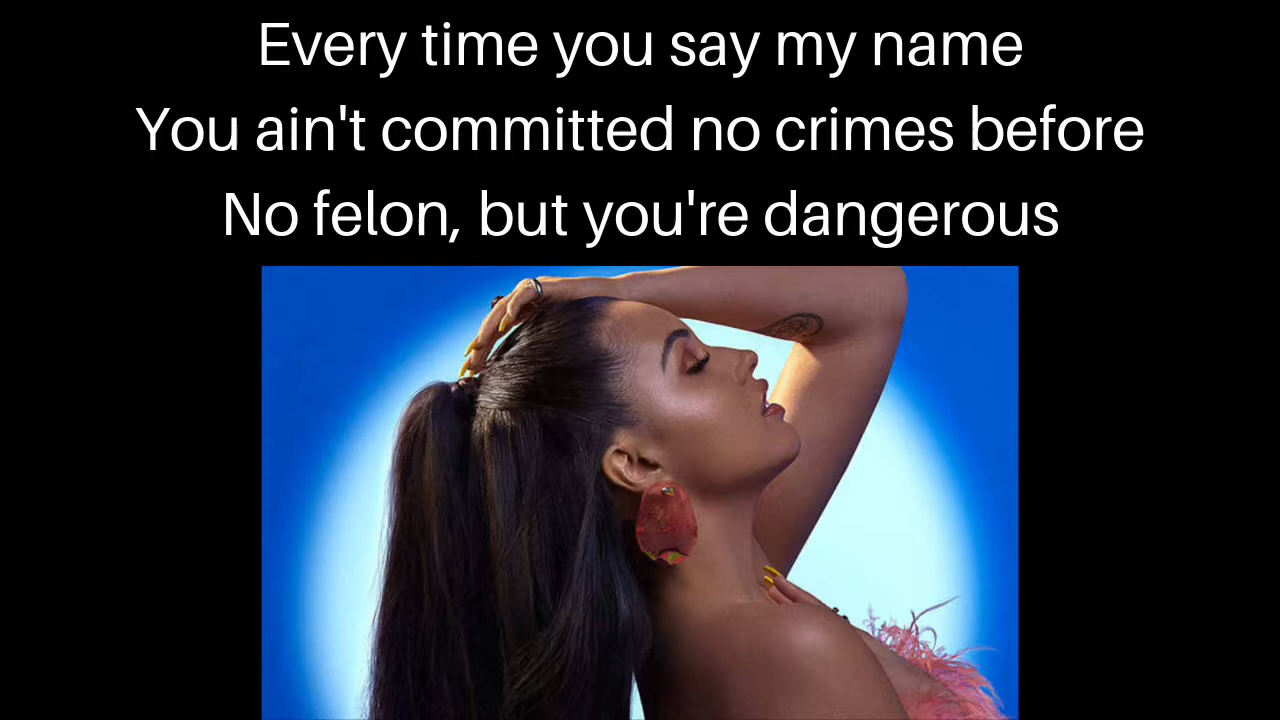 Every time you say my name
You ain't committed no crimes before
No felon, but you're dangerous